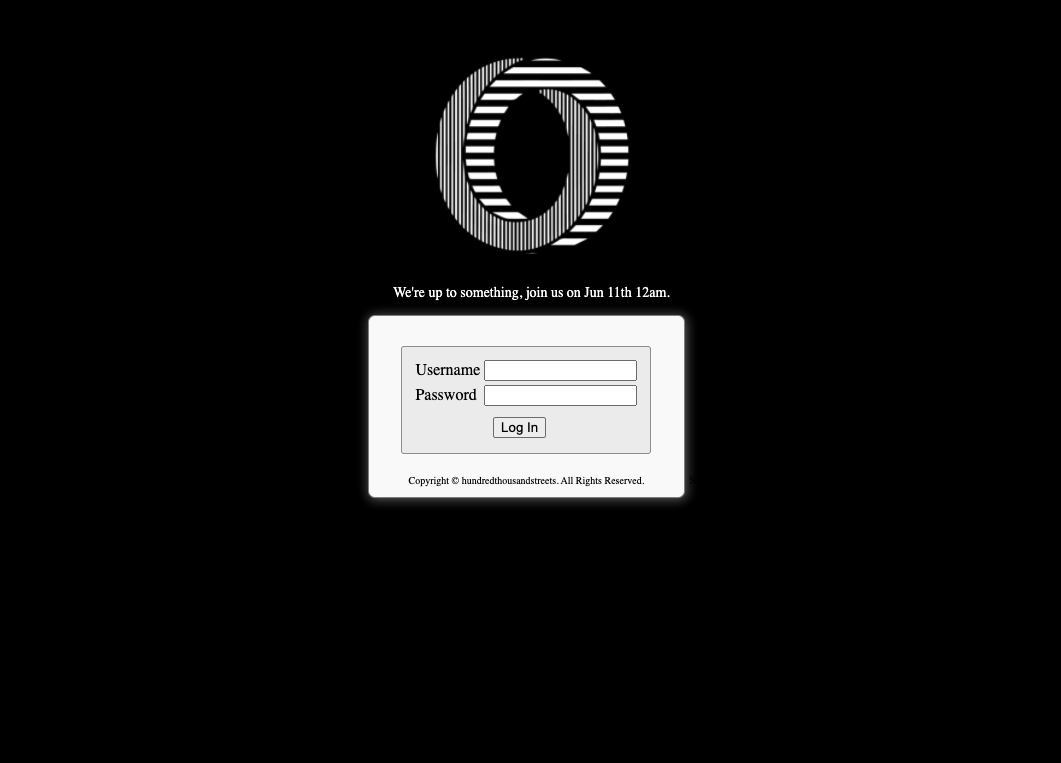 We're up to something, join us on Jun 11th 12am.
Username
Password
Log In
Copyright © hundredthousandstreets. All Rights Reserved.